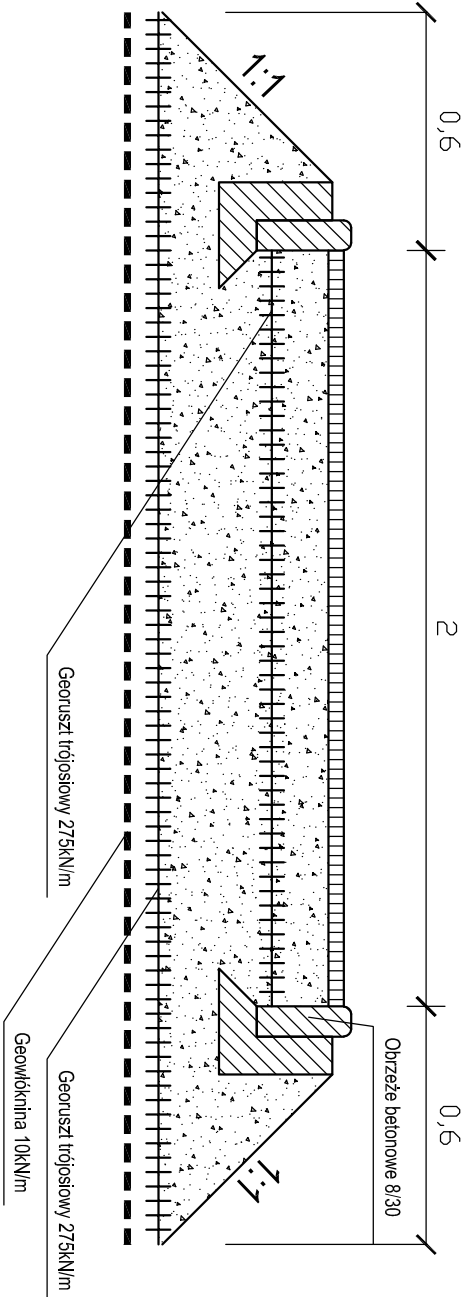 0,6
2
0,6
1:1
1:1
Obrzeże betonowe 8/30
Georuszt trójosiowy 275kN/m
Georuszt trójosiowy 275kN/m
Geowłóknina 10kN/m